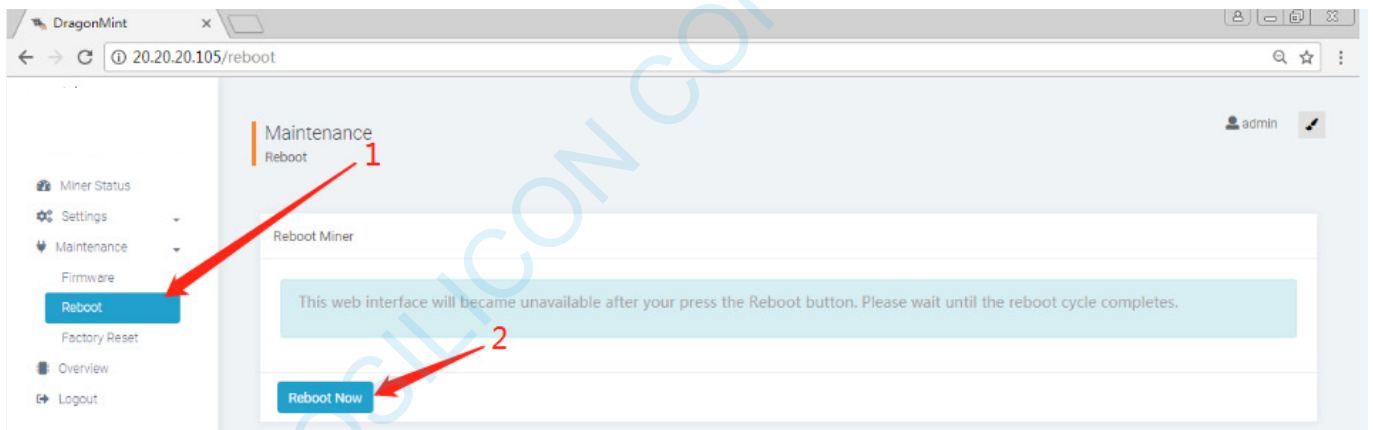 DragonMint
20.20.20.105/reboot
admin
Maintenance
Reboot
1
Miner Status
Settings
Maintenance
Firmware
Reboot
Factory Reset
Overview
Logout
Reboot Miner
This web interface will became unavailable after your press the Reboot button. Please wait until the reboot cycle completes.
2
Reboot Now
OSILICON CO